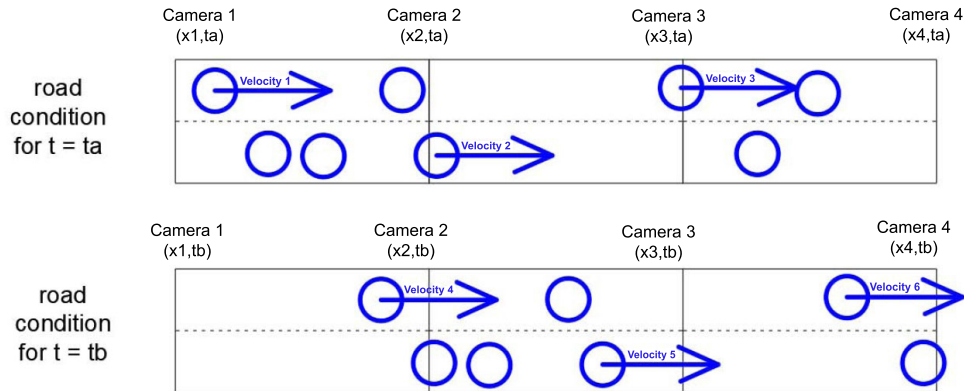 Camera 1 Camera 2 Camera 3 Camera 4
(x1,ta) (x2,ta) (x3,ta) (x4,ta)
road
condition
for t = ta
Velocity 1 Velocity 3
Velocity 2
Camera 1 Camera 2 Camera 3 Camera 4
(x1,tb) (x2,tb) (x3,tb) (x4,tb)
road
condition
for t = tb
Velocity 4 Velocity 6
Velocity 5